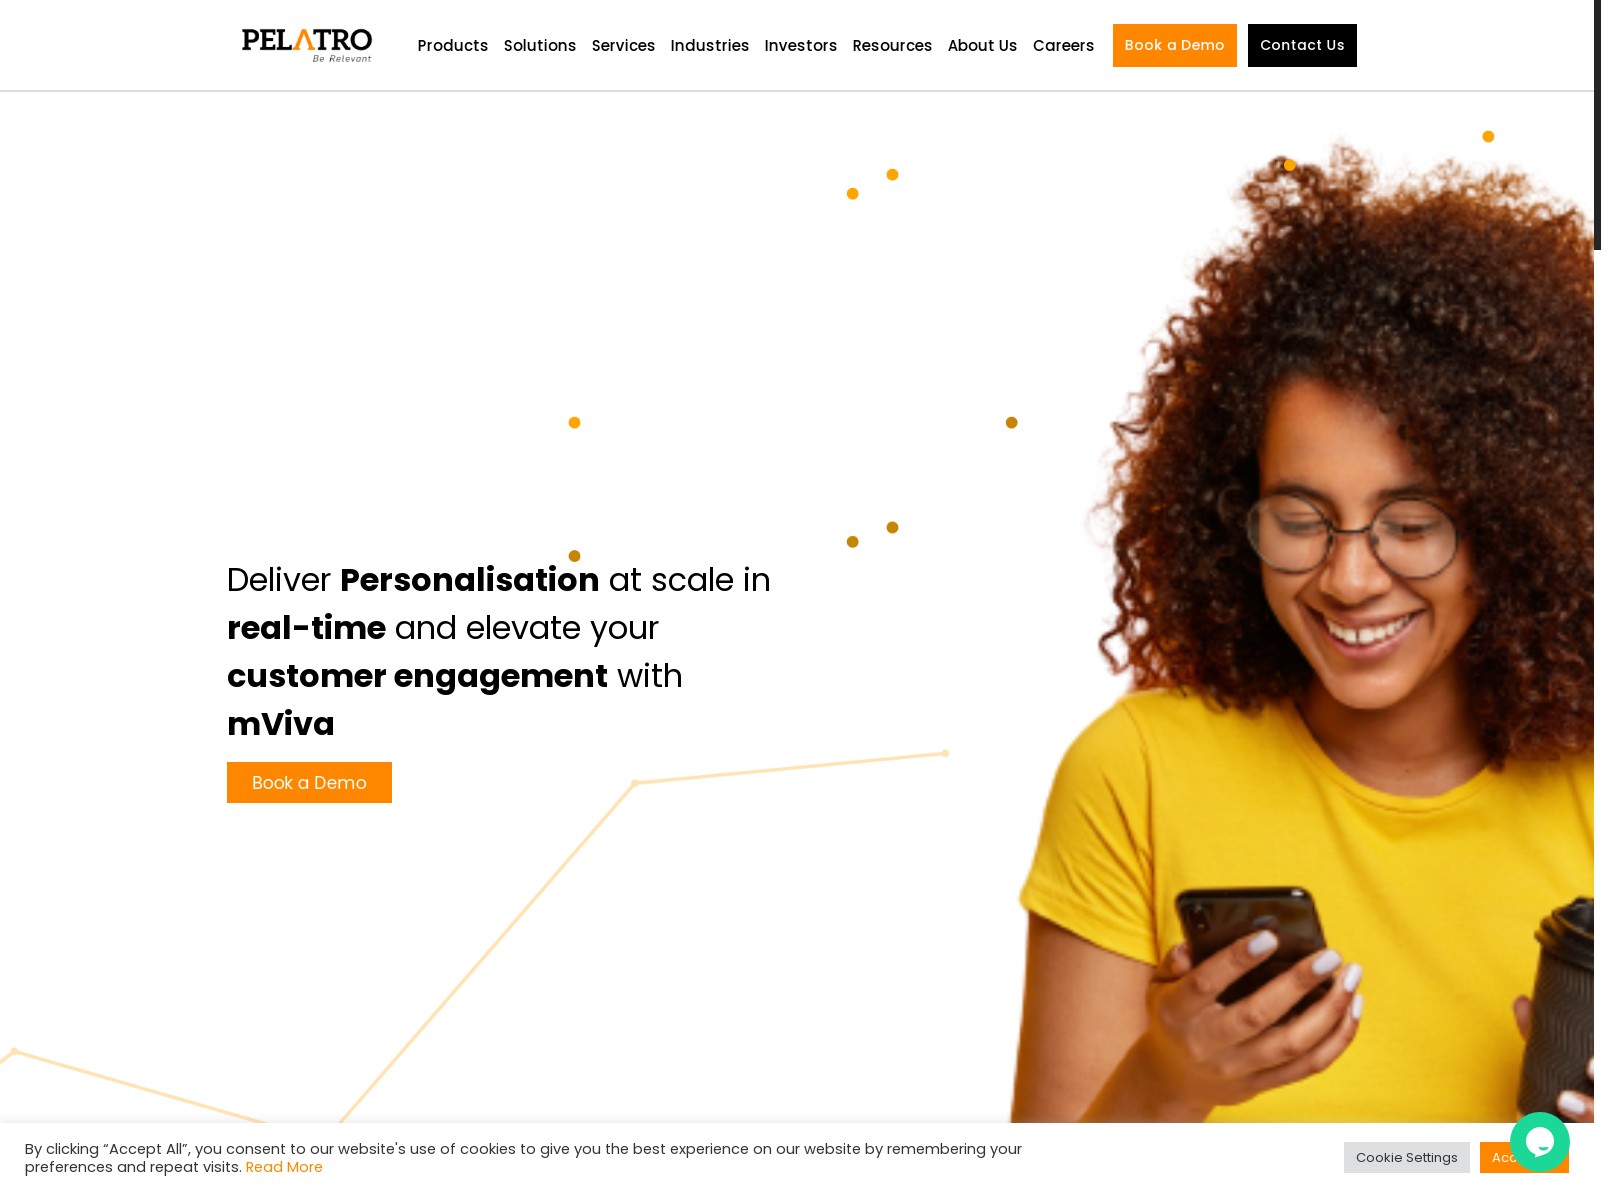 PELATRO
Be Relevant
Products Solutions Services Industries Investors Resources About Us Careers Book a Demo Contact Us
Deliver Personalisation at scale in
real-time and elevate your
customer engagement with
mViva
Book a Demo
By clicking “Accept All”, you consent to our website's use of cookies to give you the best experience on our website by remembering your
preferences and repeat visits. Read More
Cookie Settings